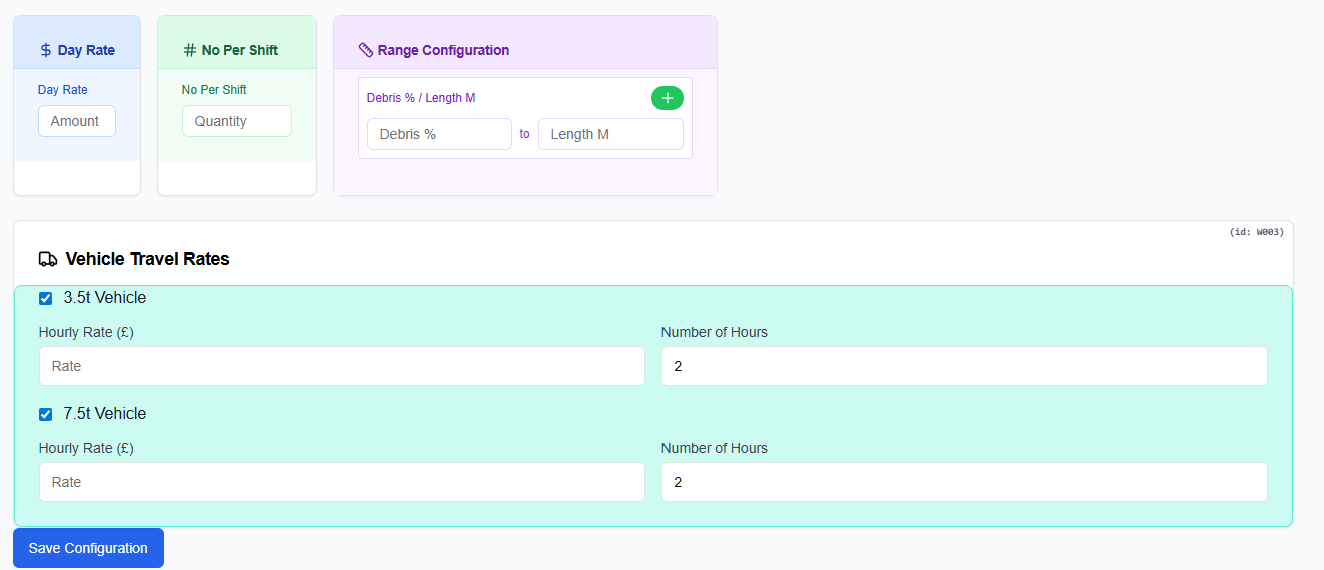 $ Day Rate
# No Per Shift
Range Configuration
Day Rate
Amount
No Per Shift
Quantity
Debris % / Length M
+
Debris %
to
Length M
(id: W003)
Vehicle Travel Rates
3.5t Vehicle
Hourly Rate (£)
Number of Hours
Rate
2
7.5t Vehicle
Hourly Rate (£)
Number of Hours
Rate
2
Save Configuration